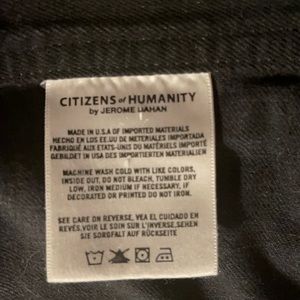 CITIZENS of HUMANITY
by JEROME DAHAN
MADE IN U.S.A OF IMPORTED MATERIALS
HECHO EN LOS EE.UU DE MATERIALES IMPORTADA
FABRIQUÉ AUX ETATS-UNIS DU MATÉRIELS IMPORTÉ
GEBILDET IN USA DES IMPORTIERTEN MATERIALS
MACHINE WASH COLD WITH LIKE COLORS,
INSIDE OUT, DO NOT BLEACH, TUMBLE DRY
LOW, IRON MEDIUM IF NECESSARY, IF
DECORATED OR PRINTED DO NOT IRON.
SEE CARE ON REVERSE, VEA EL CUIDADO EN
REVÉS, VOIR LE SOIN SUR L'INVERSE, SEHEN
SIE SORGFALT AUF RÜCKSEITE